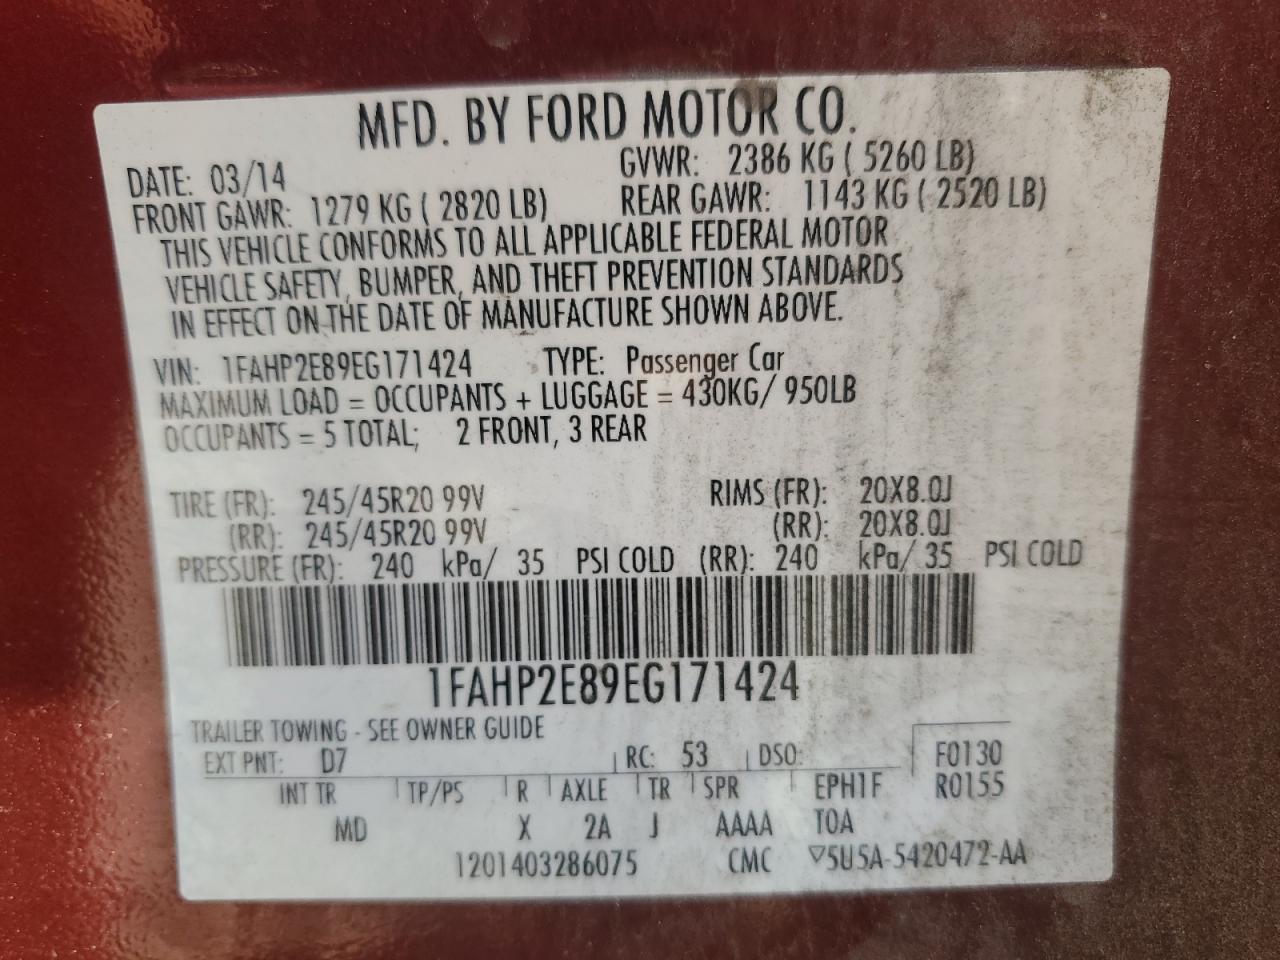 MFD. BY FORD MOTOR CO.
DATE: 03/14 GVWR: 2386 KG ( 5260 LB)
FRONT GAWR: 1279 KG ( 2820 LB) REAR GAWR: 1143 KG ( 2520 LB)
THIS VEHICLE CONFORMS TO ALL APPLICABLE FEDERAL MOTOR
VEHICLE SAFETY, BUMPER, AND THEFT PREVENTION STANDARDS
IN EFFECT ON THE DATE OF MANUFACTURE SHOWN ABOVE.
VIN: 1FAHP2E89EG171424 TYPE: Passenger Car
MAXIMUM LOAD = OCCUPANTS + LUGGAGE = 430KG/ 950LB
OCCUPANTS = 5 TOTAL; 2 FRONT, 3 REAR
TIRE (FR): 245/45R20 99V RIMS (FR): 20X8.0J
(RR): 245/45R20 99V (RR): 20X8.0J
PRESSURE (FR): 240 kPa/ 35 PSI COLD (RR): 240 kPa/ 35 PSI COLD
1FAHP2E89EG171424
TRAILER TOWING - SEE OWNER GUIDE
EXT PNT: D7 RC: 53 DSO: F0130
INT TR TP/PS R AXLE TR SPR EPH1F R0155
MD X 2A J AAAA TOA
1201403286075 CMC ▽5U5A-5420472-AA